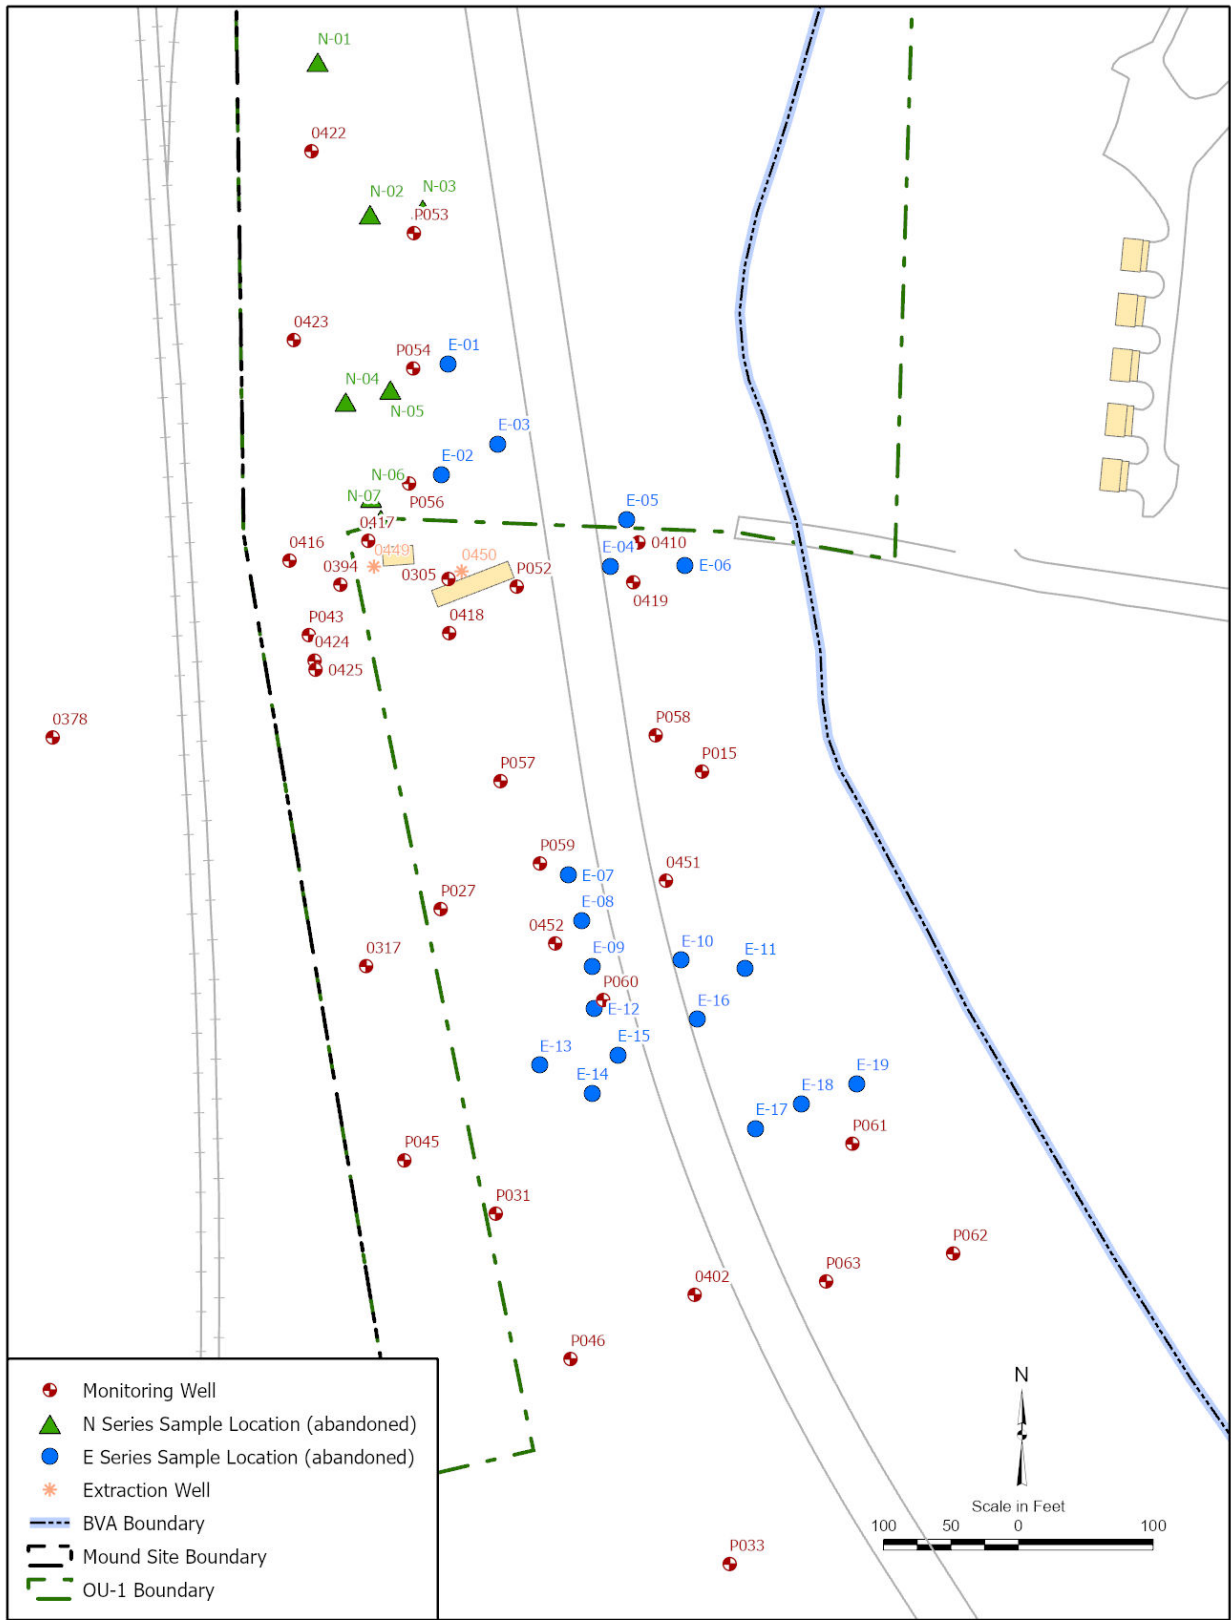 N-01
0422
N-02
N-03
P053
0423
P054
E-01
N-04
N-05
E-03
E-02
N-06
N-07
P056
E-05
0417
0416
0449
0450
E-04
0410
E-06
0394
0305
P052
0419
P043
0418
0424
0425
0378
P058
P015
P057
P059
E-07
0451
P027
E-08
0452
0317
E-09
E-10
E-11
P060
E-12
E-16
E-15
E-13
E-14
E-19
E-18
E-17
P061
P045
P031
P062
P063
0402
P046
N
Monitoring Well
N Series Sample Location (abandoned)
E Series Sample Location (abandoned)
Extraction Well
BVA Boundary
Mound Site Boundary
OU-1 Boundary
Scale in Feet
100 50 0 100
P033